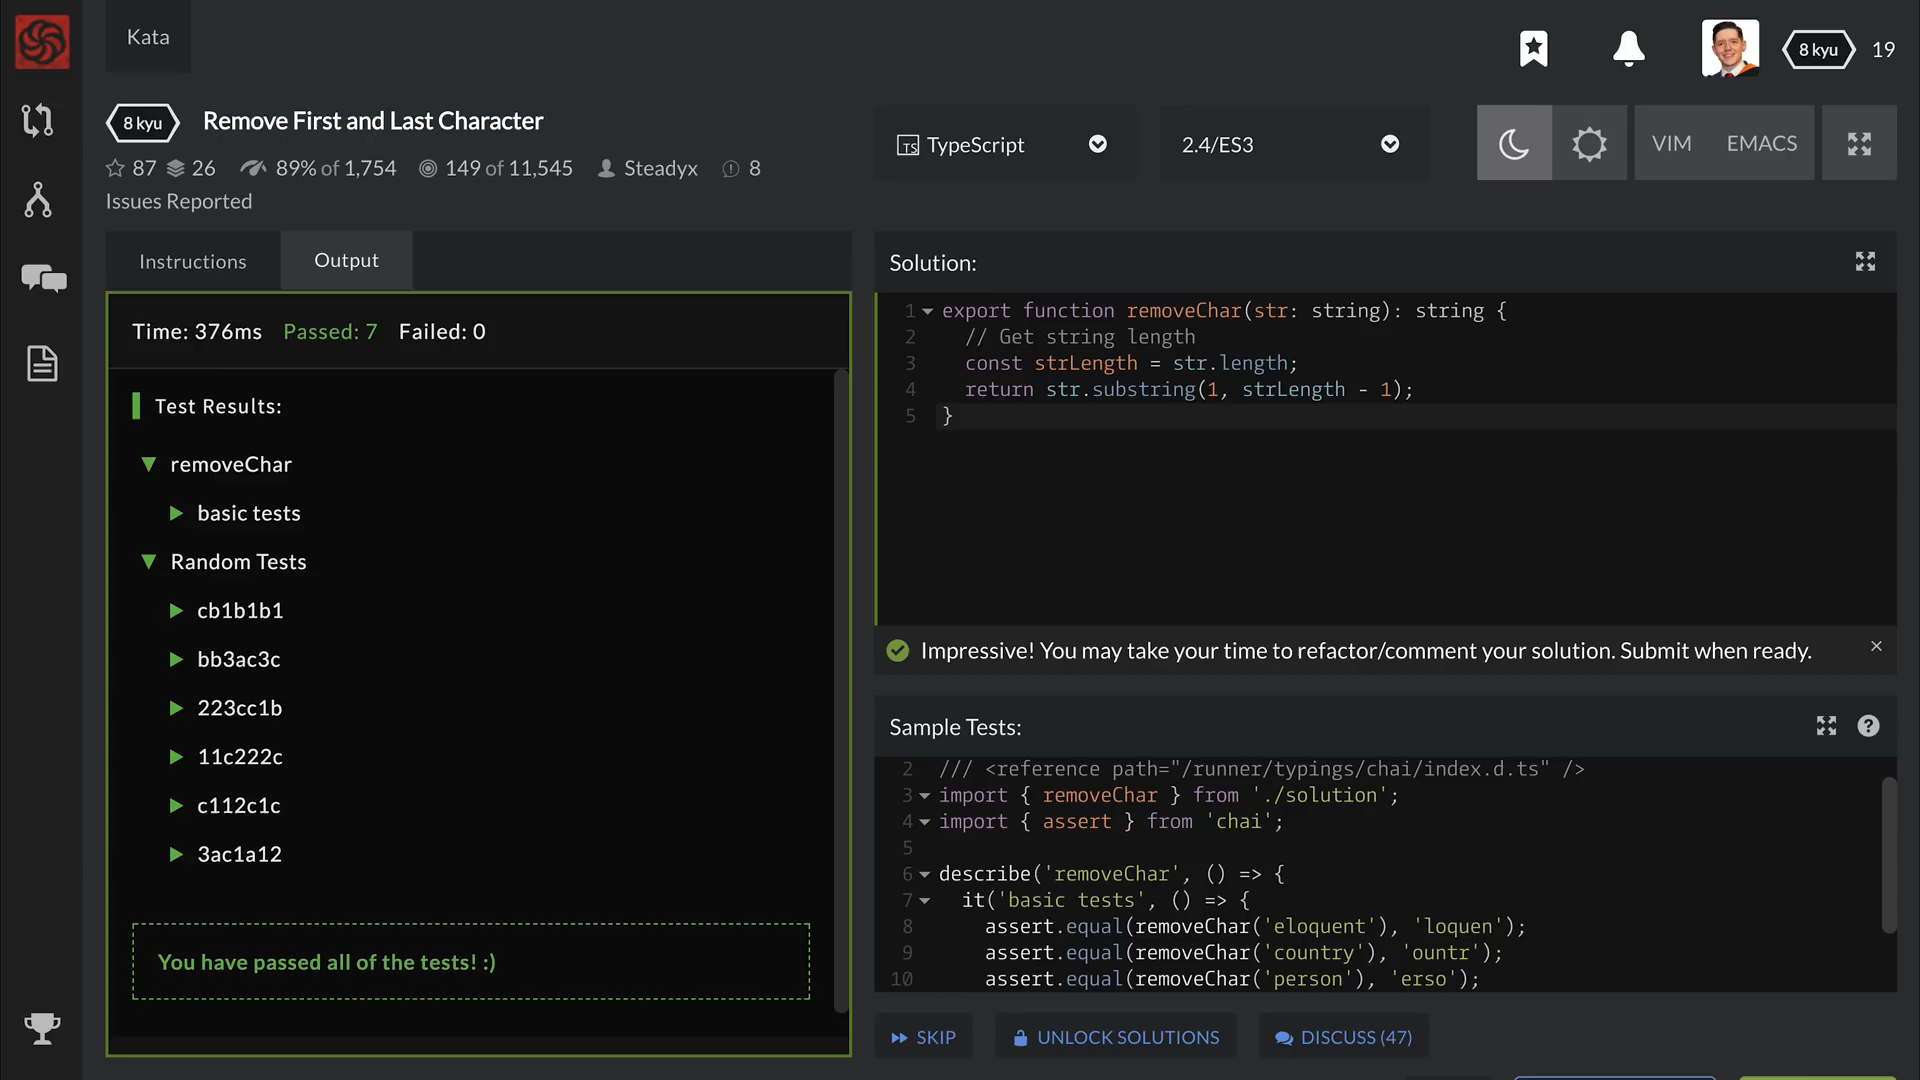 Kata
8 kyu 19
8 kyu Remove First and Last Character
87 26 89% of 1,754 149 of 11,545 Steadyx 8
Issues Reported
TypeScript
2.4/ES3
VIM EMACS
Instructions Output
Time: 376ms Passed: 7 Failed: 0
Test Results:
removeChar
basic tests
Random Tests
cb1b1b1
bb3ac3c
223cc1b
11c222c
c112c1c
3ac1a12
You have passed all of the tests! :)
Solution:
1 export function removeChar(str: string): string {
2 // Get string length
3 const strLength = str.length;
4 return str.substring(1, strLength - 1);
5 }
Impressive! You may take your time to refactor/comment your solution. Submit when ready.
Sample Tests:
2 /// <reference path="/runner/typings/chai/index.d.ts" />
3 import { removeChar } from './solution';
4 import { assert } from 'chai';
5
6 describe('removeChar', () => {
7 it('basic tests', () => {
8 assert.equal(removeChar('eloquent'), 'loquen');
9 assert.equal(removeChar('country'), 'ountr');
10 assert.equal(removeChar('person'), 'erso');
SKIP UNLOCK SOLUTIONS DISCUSS (47)